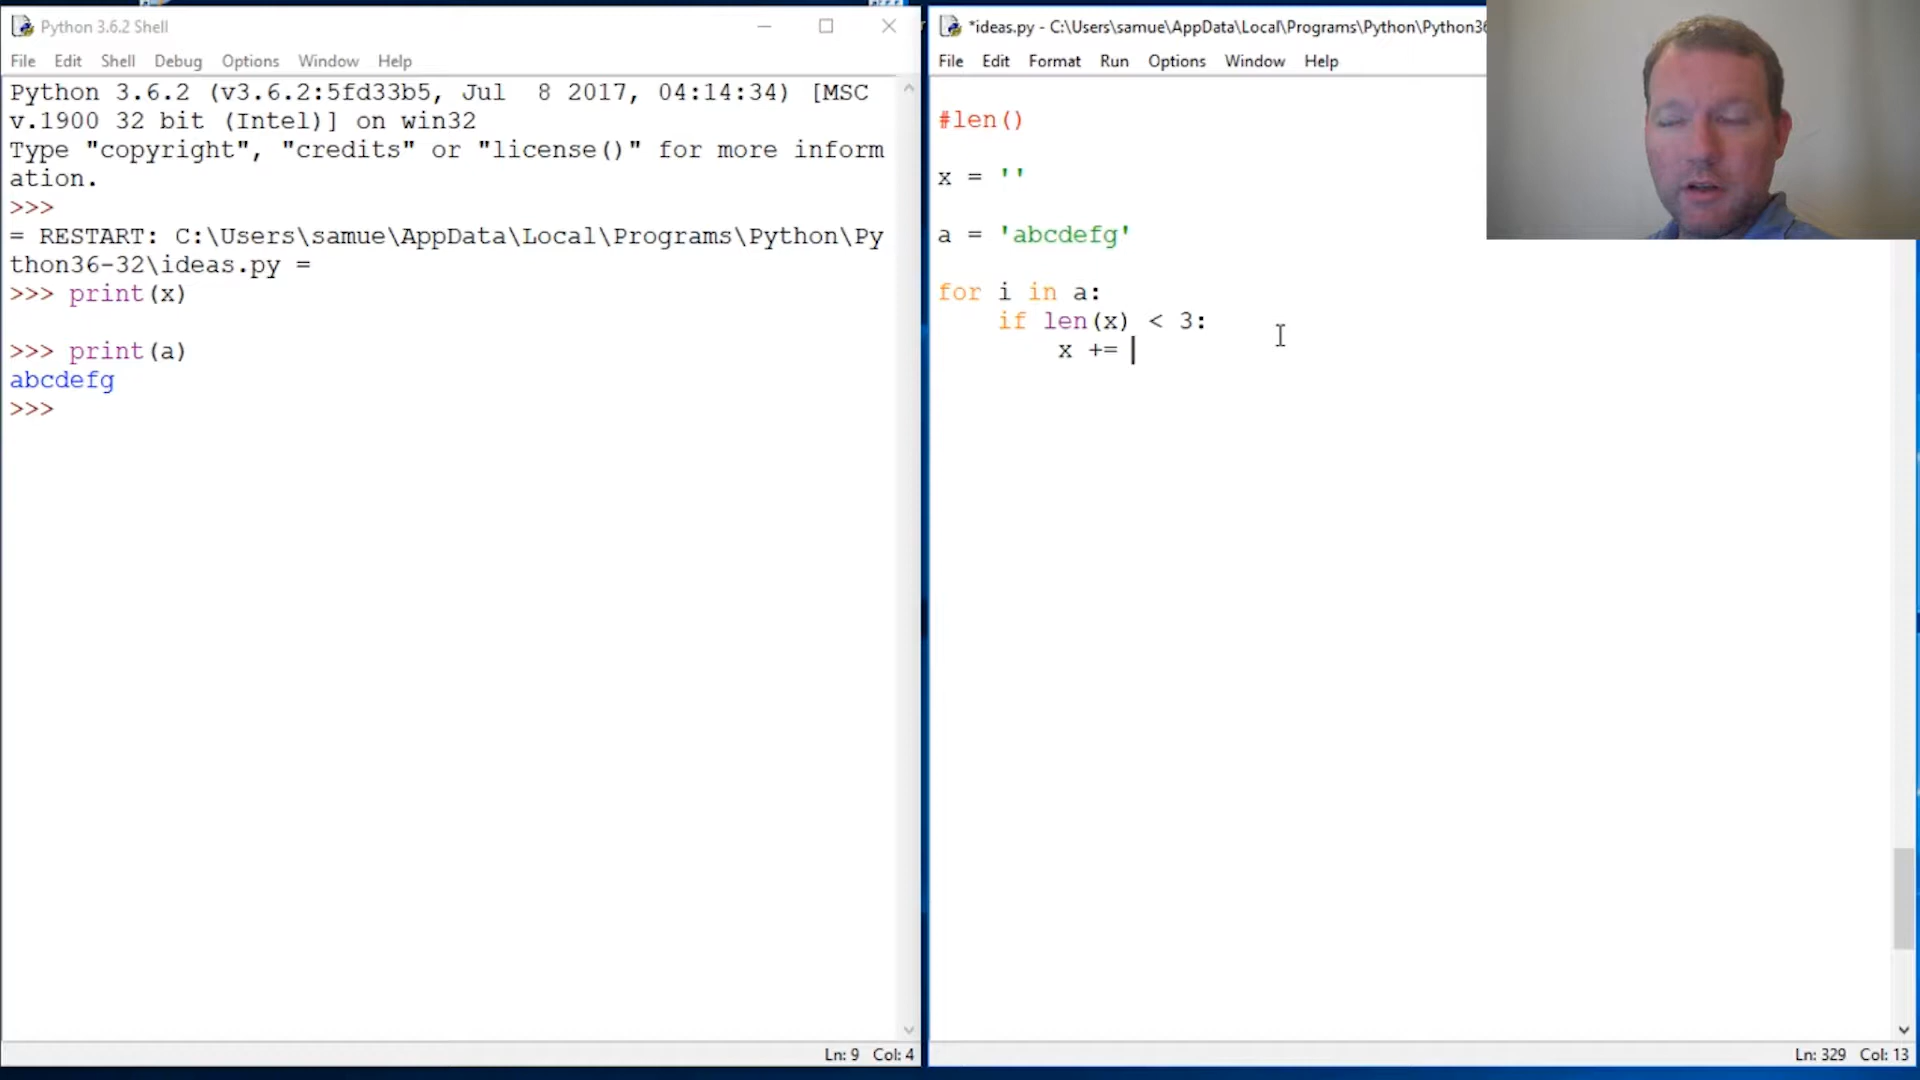 Python 3.6.2 Shell
File Edit Shell Debug Options Window Help
Python 3.6.2 (v3.6.2:5fd33b5, Jul  8 2017, 04:14:34) [MSC
v.1900 32 bit (Intel)] on win32
Type "copyright", "credits" or "license()" for more inform
ation.
>>>
= RESTART: C:\Users\samue\AppData\Local\Programs\Python\Py
thon36-32\ideas.py =
>>> print(x)
>>> print(a)
abcdefg
>>>
Ln: 9 Col: 4
*ideas.py - C:\Users\samue\AppData\Local\Programs\Python\Python36
File Edit Format Run Options Window Help
#len()
x = ''
a = 'abcdefg'
for i in a:
    if len(x) < 3:
        x +=
Ln: 329 Col: 13